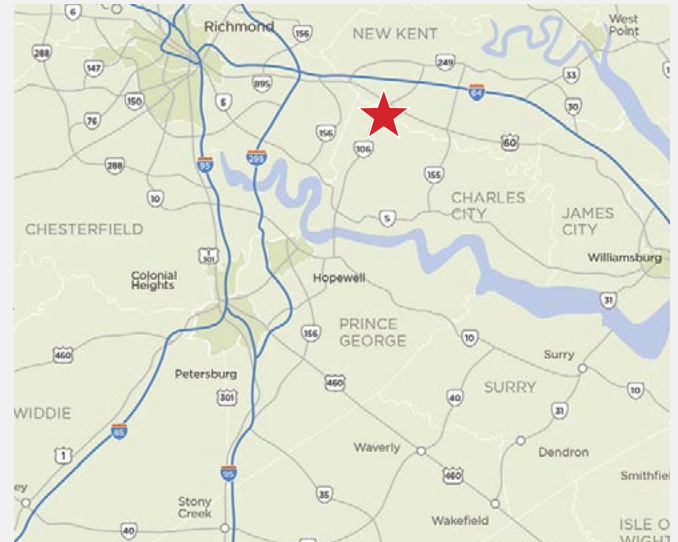 6
Richmond
156
NEW KENT
West
Point
288
147
895
249
33
64
30
150
5
76
156
106
60
95
295
288
155
10
CHARLES
CITY
5
JAMES
CITY
CHESTERFIELD
1
301
Williamsburg
Colonial
Heights
Hopewell
31
156
PRINCE
GEORGE
10
460
Surry
Petersburg
460
SURRY
10
301
40
WIDDIE
31
85
Waverly
Dendron
1
95
460
Smithfiel
ey
35
Stony
Creek
Wakefield
40
ISLE O
WIGHT